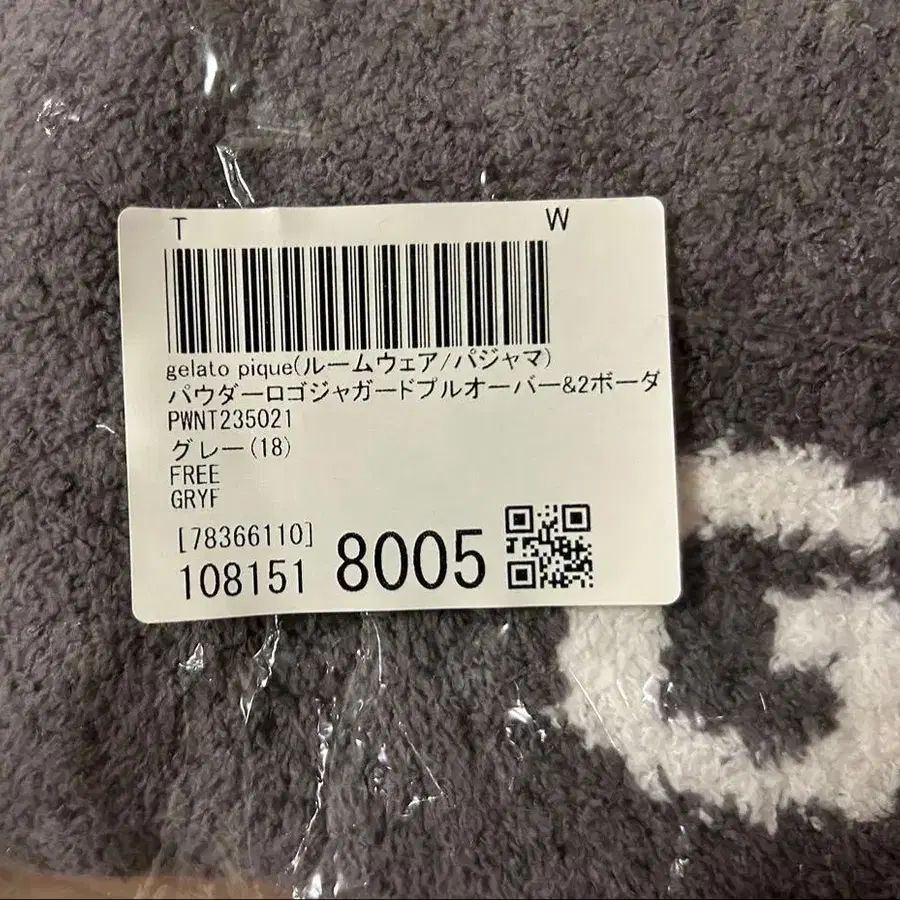 T W
gelato pique(ルームウェア/パジャマ)
パウダーロゴジャガードプルオーバー&2ボーダ
PWNT235021
グレー(18)
FREE
GRYF
[78366110]
108151 8005
G